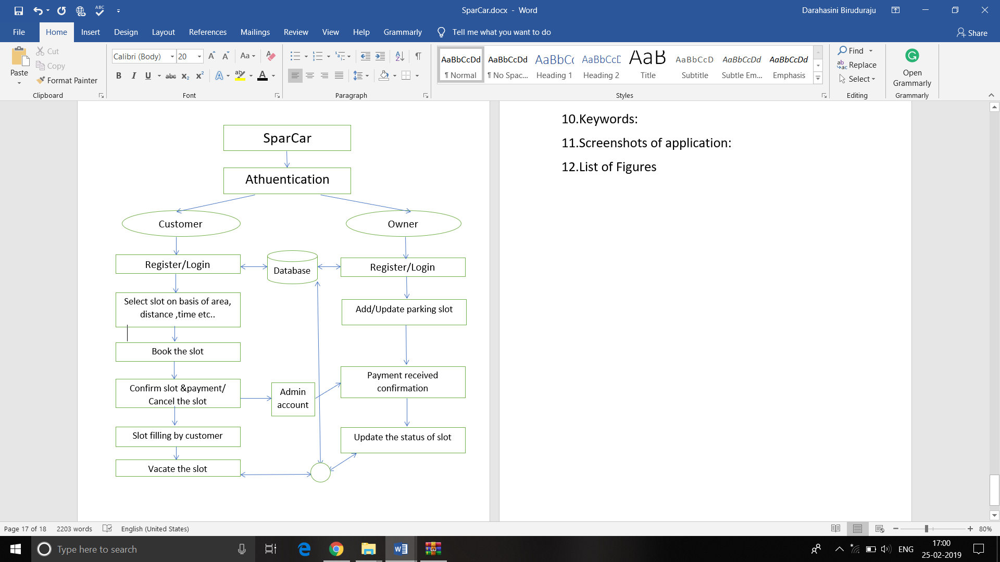 ABC
SparCar.docx - Word
Darahasini Biruduraju
File Home Insert Design Layout References Mailings Review View Help Grammarly Tell me what you want to do Share
Paste
Cut
Copy
Format Painter
Clipboard
Calibri (Body) 20 Aa
B I U abc x₂ x² A aby A
Font
Paragraph
AaBbCcDd AaBbCcDd AaBbCc AaBbCcE AaB AaBbCcD AaBbCcDd AaBbCcDd
¶ Normal ¶ No Spac... Heading 1 Heading 2 Title Subtitle Subtle Em... Emphasis
Styles
Find
Replace
Select
Editing
Open
Grammarly
Grammarly
SparCar
Athuentication
Customer
Owner
Register/Login
Database
Register/Login
Select slot on basis of area,
distance ,time etc..
Add/Update parking slot
Book the slot
Confirm slot &payment/
Cancel the slot
Admin
account
Payment received
confirmation
Slot filling by customer
Update the status of slot
Vacate the slot
10.Keywords:
11.Screenshots of application:
12.List of Figures
Page 17 of 18 2203 words English (United States) 80%
Type here to search
ENG
17:00
25-02-2019